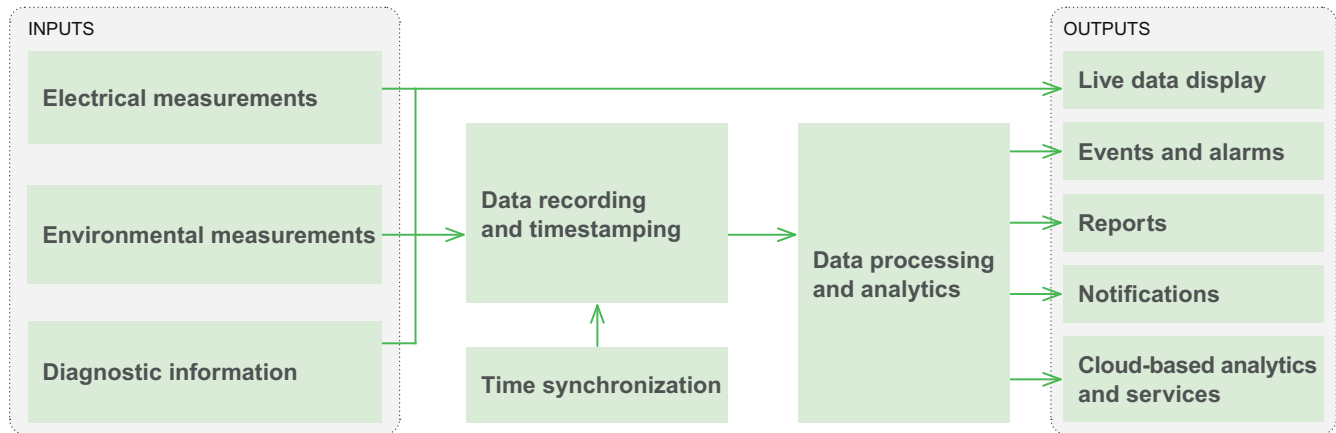 INPUTS
Electrical measurements
Environmental measurements
Diagnostic information
Data recording
and timestamping
Time synchronization
Data processing
and analytics
OUTPUTS
Live data display
Events and alarms
Reports
Notifications
Cloud-based analytics
and services